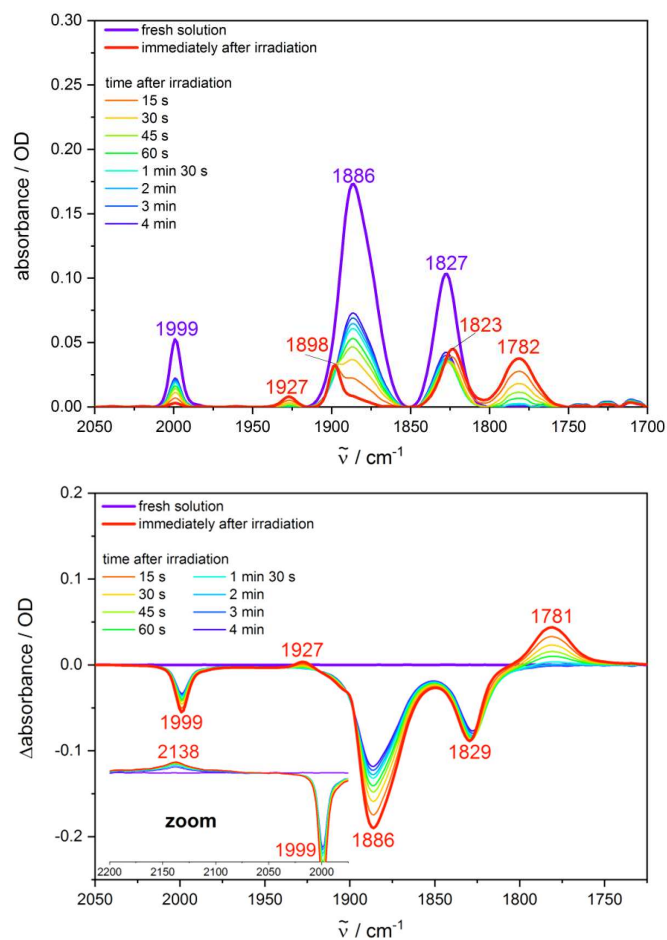 fresh solution
immediately after irradiation
time after irradiation
15 s
30 s
45 s
60 s
1 min 30 s
2 min
3 min
4 min
1999
1927
1898
1886
1827
1823
1782
0.30
0.25
0.20
0.15
0.10
0.05
0.00
absorbance / OD
2050 2000 1950 1900 1850 1800 1750 1700
ṽ / cm⁻¹
fresh solution
immediately after irradiation
time after irradiation
15 s 1 min 30 s
30 s 2 min
45 s 3 min
60 s 4 min
1927
1781
1999
1829
1886
2138
zoom
1999
2200 2150 2100 2050 2000
0.2
0.1
0.0
-0.1
-0.2
Δabsorbance / OD
2050 2000 1950 1900 1850 1800 1750
ṽ / cm⁻¹